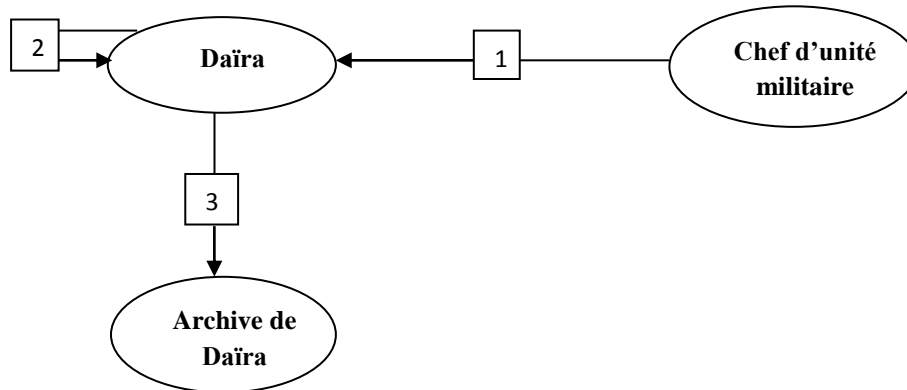 2
Daïra
1
Chef d'unité
militaire
3
Archive de
Daïra